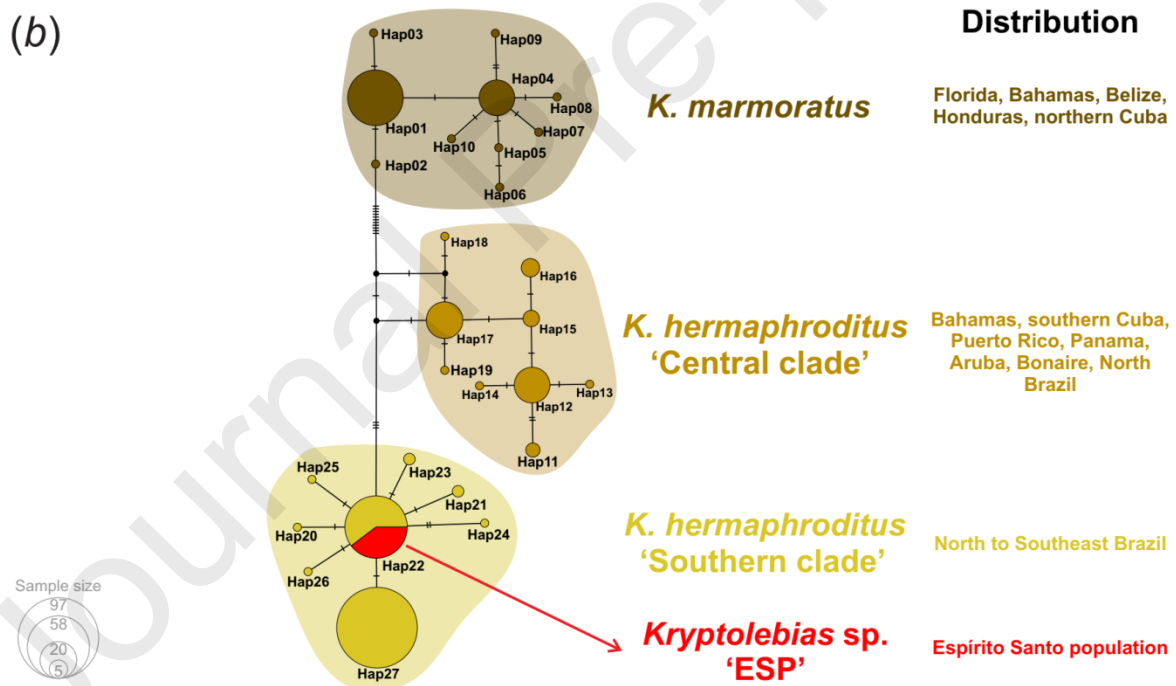 (b)
Distribution
Hap03
Hap09
Hap04
Hap08
Hap01
Hap07
Hap10
Hap05
Hap02
Hap06
K. marmoratus
Florida, Bahamas, Belize,
Honduras, northern Cuba
Hap18
Hap16
Hap15
Hap17
Hap19
Hap14
Hap13
Hap12
Hap11
K. hermaphroditus
'Central clade'
Bahamas, southern Cuba,
Puerto Rico, Panama,
Aruba, Bonaire, North
Brazil
Hap25
Hap23
Hap21
Hap24
Hap20
Hap22
Hap26
Hap27
K. hermaphroditus
'Southern clade'
North to Southeast Brazil
Kryptolebias sp.
'ESP'
Espírito Santo population
Sample size
97
58
20
5
Journal Pre-